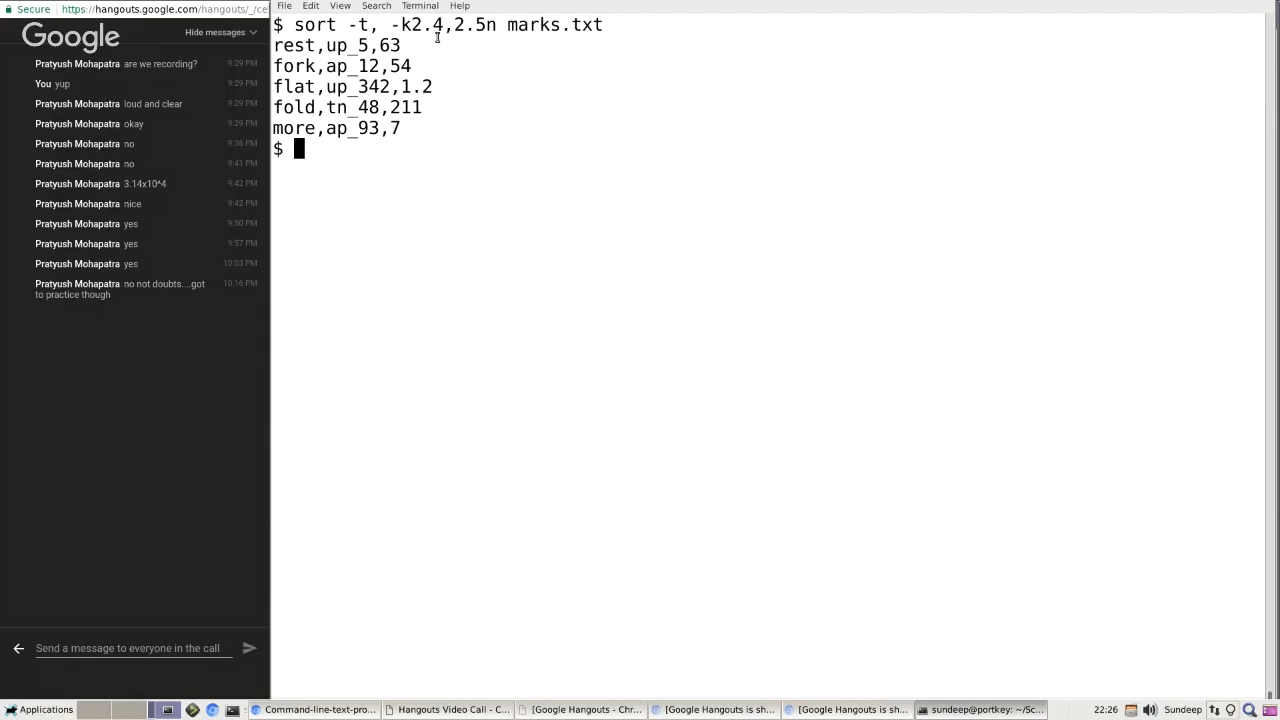 Secure https://hangouts.google.com/hangouts/_/ce
File Edit View Search Terminal Help
Google
Hide messages
Pratyush Mohapatra are we recording? 9:29 PM
You yup 9:29 PM
Pratyush Mohapatra loud and clear 9:29 PM
Pratyush Mohapatra okay 9:29 PM
Pratyush Mohapatra no 9:36 PM
Pratyush Mohapatra no 9:41 PM
Pratyush Mohapatra 3.14x10^4 9:42 PM
Pratyush Mohapatra nice 9:42 PM
Pratyush Mohapatra yes 9:50 PM
Pratyush Mohapatra yes 9:57 PM
Pratyush Mohapatra yes 10:03 PM
Pratyush Mohapatra no not doubts....got 10:16 PM
to practice though
Send a message to everyone in the call
$ sort -t, -k2.4,2.5n marks.txt
rest,up_5,63
fork,ap_12,54
flat,up_342,1.2
fold,tn_48,211
more,ap_93,7
$
Applications
Command-line-text-pro...
Hangouts Video Call - C...
[Google Hangouts - Chr...
[Google Hangouts is sh...
[Google Hangouts is sh...
sundeep@portkey: ~/Sc...
22:26
Sundeep